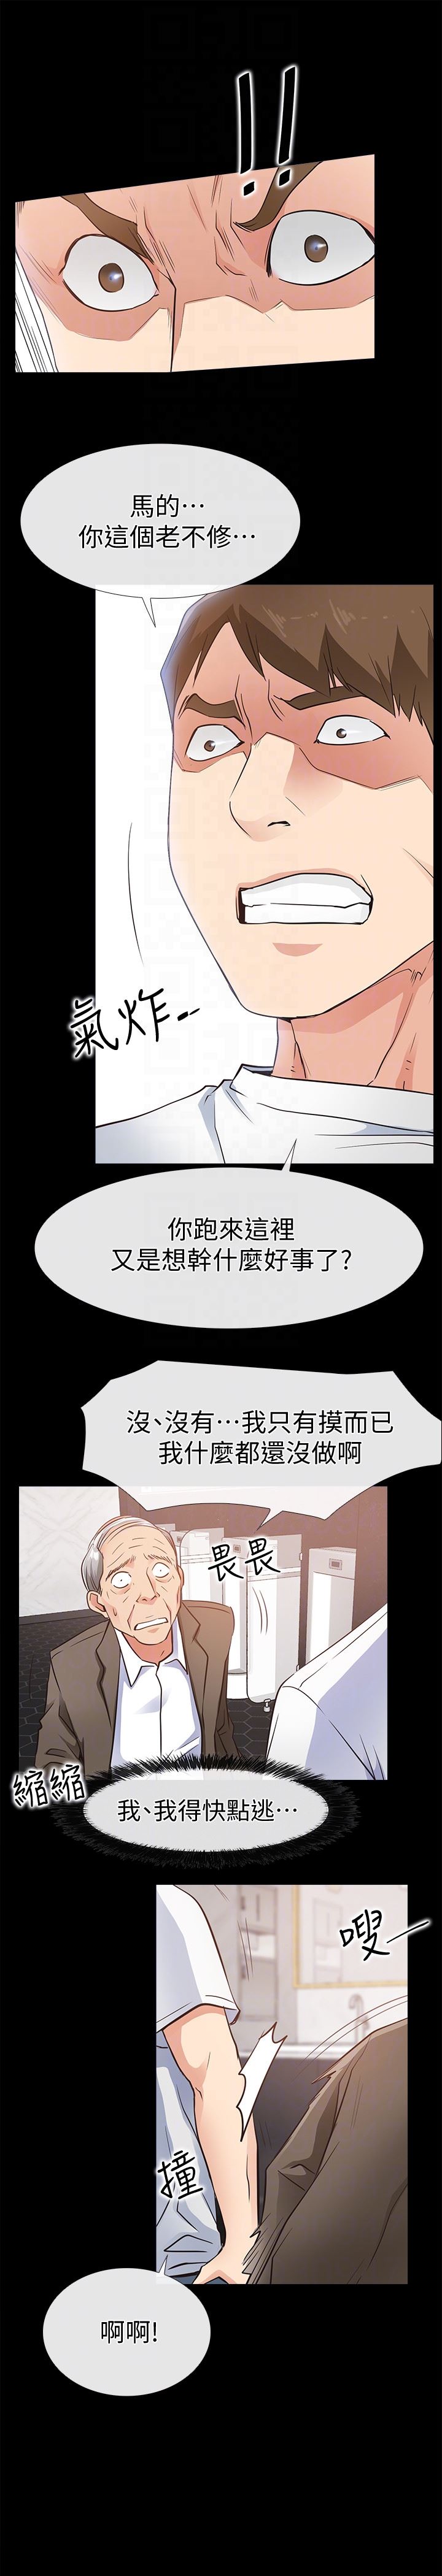 !!
馬的…
你這個老不修…
氣炸…
你跑來這裡
又是想幹什麼好事了?
沒、沒有…我只有摸而已
我什麼都還沒做啊
畏畏
縮縮
我、我得快點逃…
嗖—
撞
啊啊!